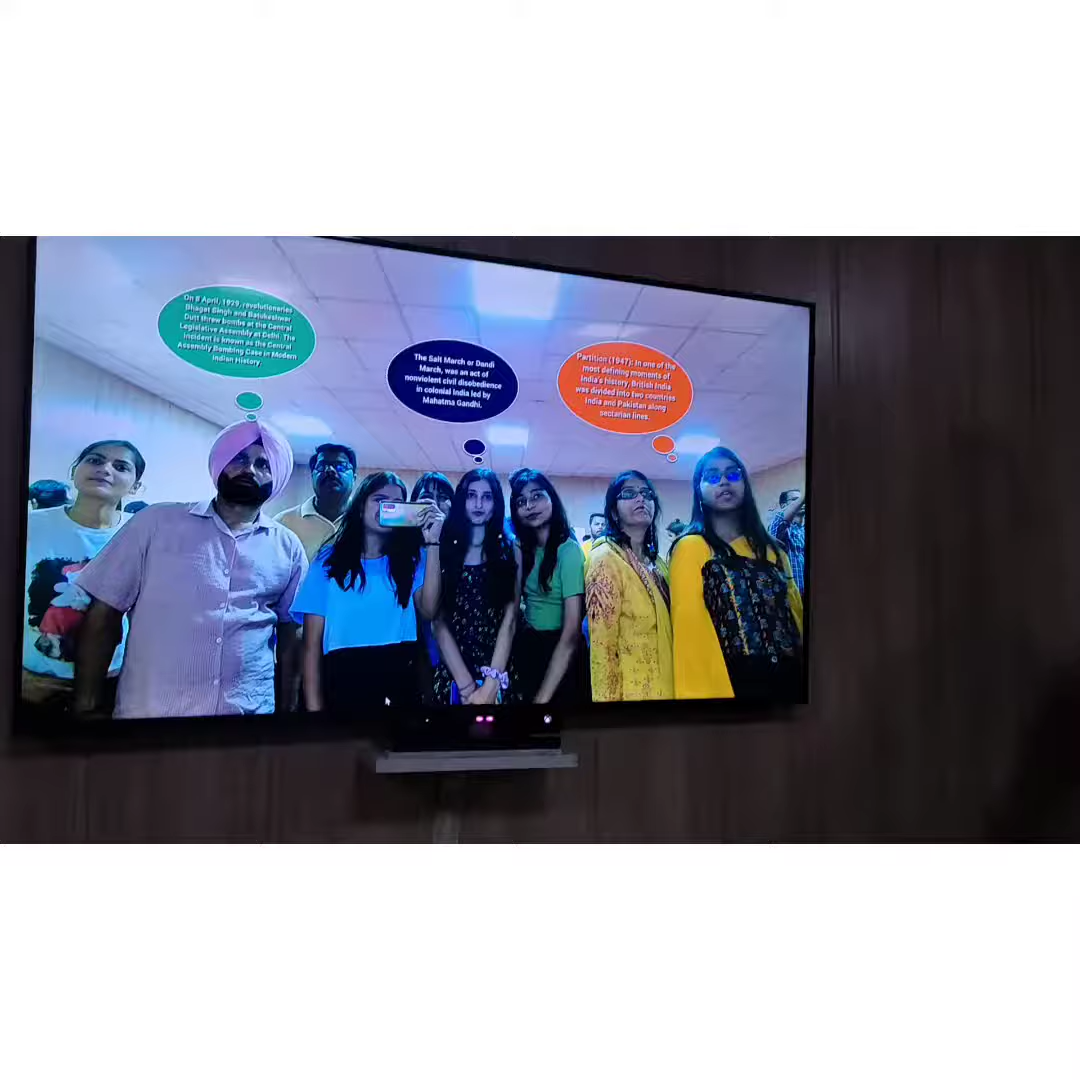 On 8 April, 1929, revolutionaries
Bhagat Singh and Batukeshwar
Dutt threw bombs at the Central
Legislative Assembly at Delhi. The
incident is known as the Central
Assembly Bombing Case in Modern
Indian History.
The Salt March or Dandi
March, was an act of
nonviolent civil disobedience
in colonial India led by
Mahatma Gandhi.
Partition (1947): In one of the
most defining moments of
India's history, British India
was divided into two countries
India and Pakistan along
sectarian lines.